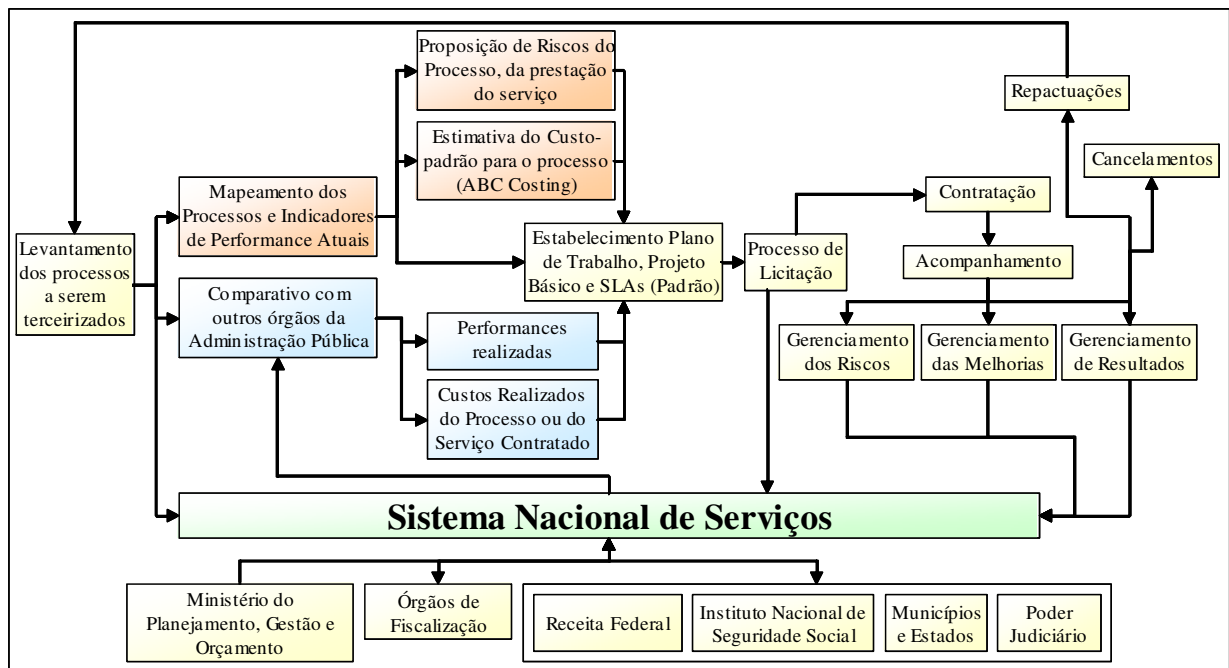 Proposição de Riscos do
Processo, da prestação
do serviço
Repactuações
Estimativa do Custo-
padrão para o processo
(ABC Costing)
Cancelamentos
Mapeamento dos
Processos e Indicadores
de Performance Atuais
Contratação
Levantamento
dos processos
a serem
terceirizados
Estabelecimento Plano
de Trabalho, Projeto
Básico e SLAs (Padrão)
Processo de
Licitação
Acompanhamento
Comparativo com
outros órgãos da
Administração Pública
Performances
realizadas
Gerenciamento
dos Riscos
Gerenciamento
das Melhorias
Gerenciamento
de Resultados
Custos Realizados
do Processo ou do
Serviço Contratado
Sistema Nacional de Serviços
Ministério do
Planejamento, Gestão e
Orçamento
Órgãos de
Fiscalização
Receita Federal
Instituto Nacional de
Seguridade Social
Municípios
e Estados
Poder
Judiciário